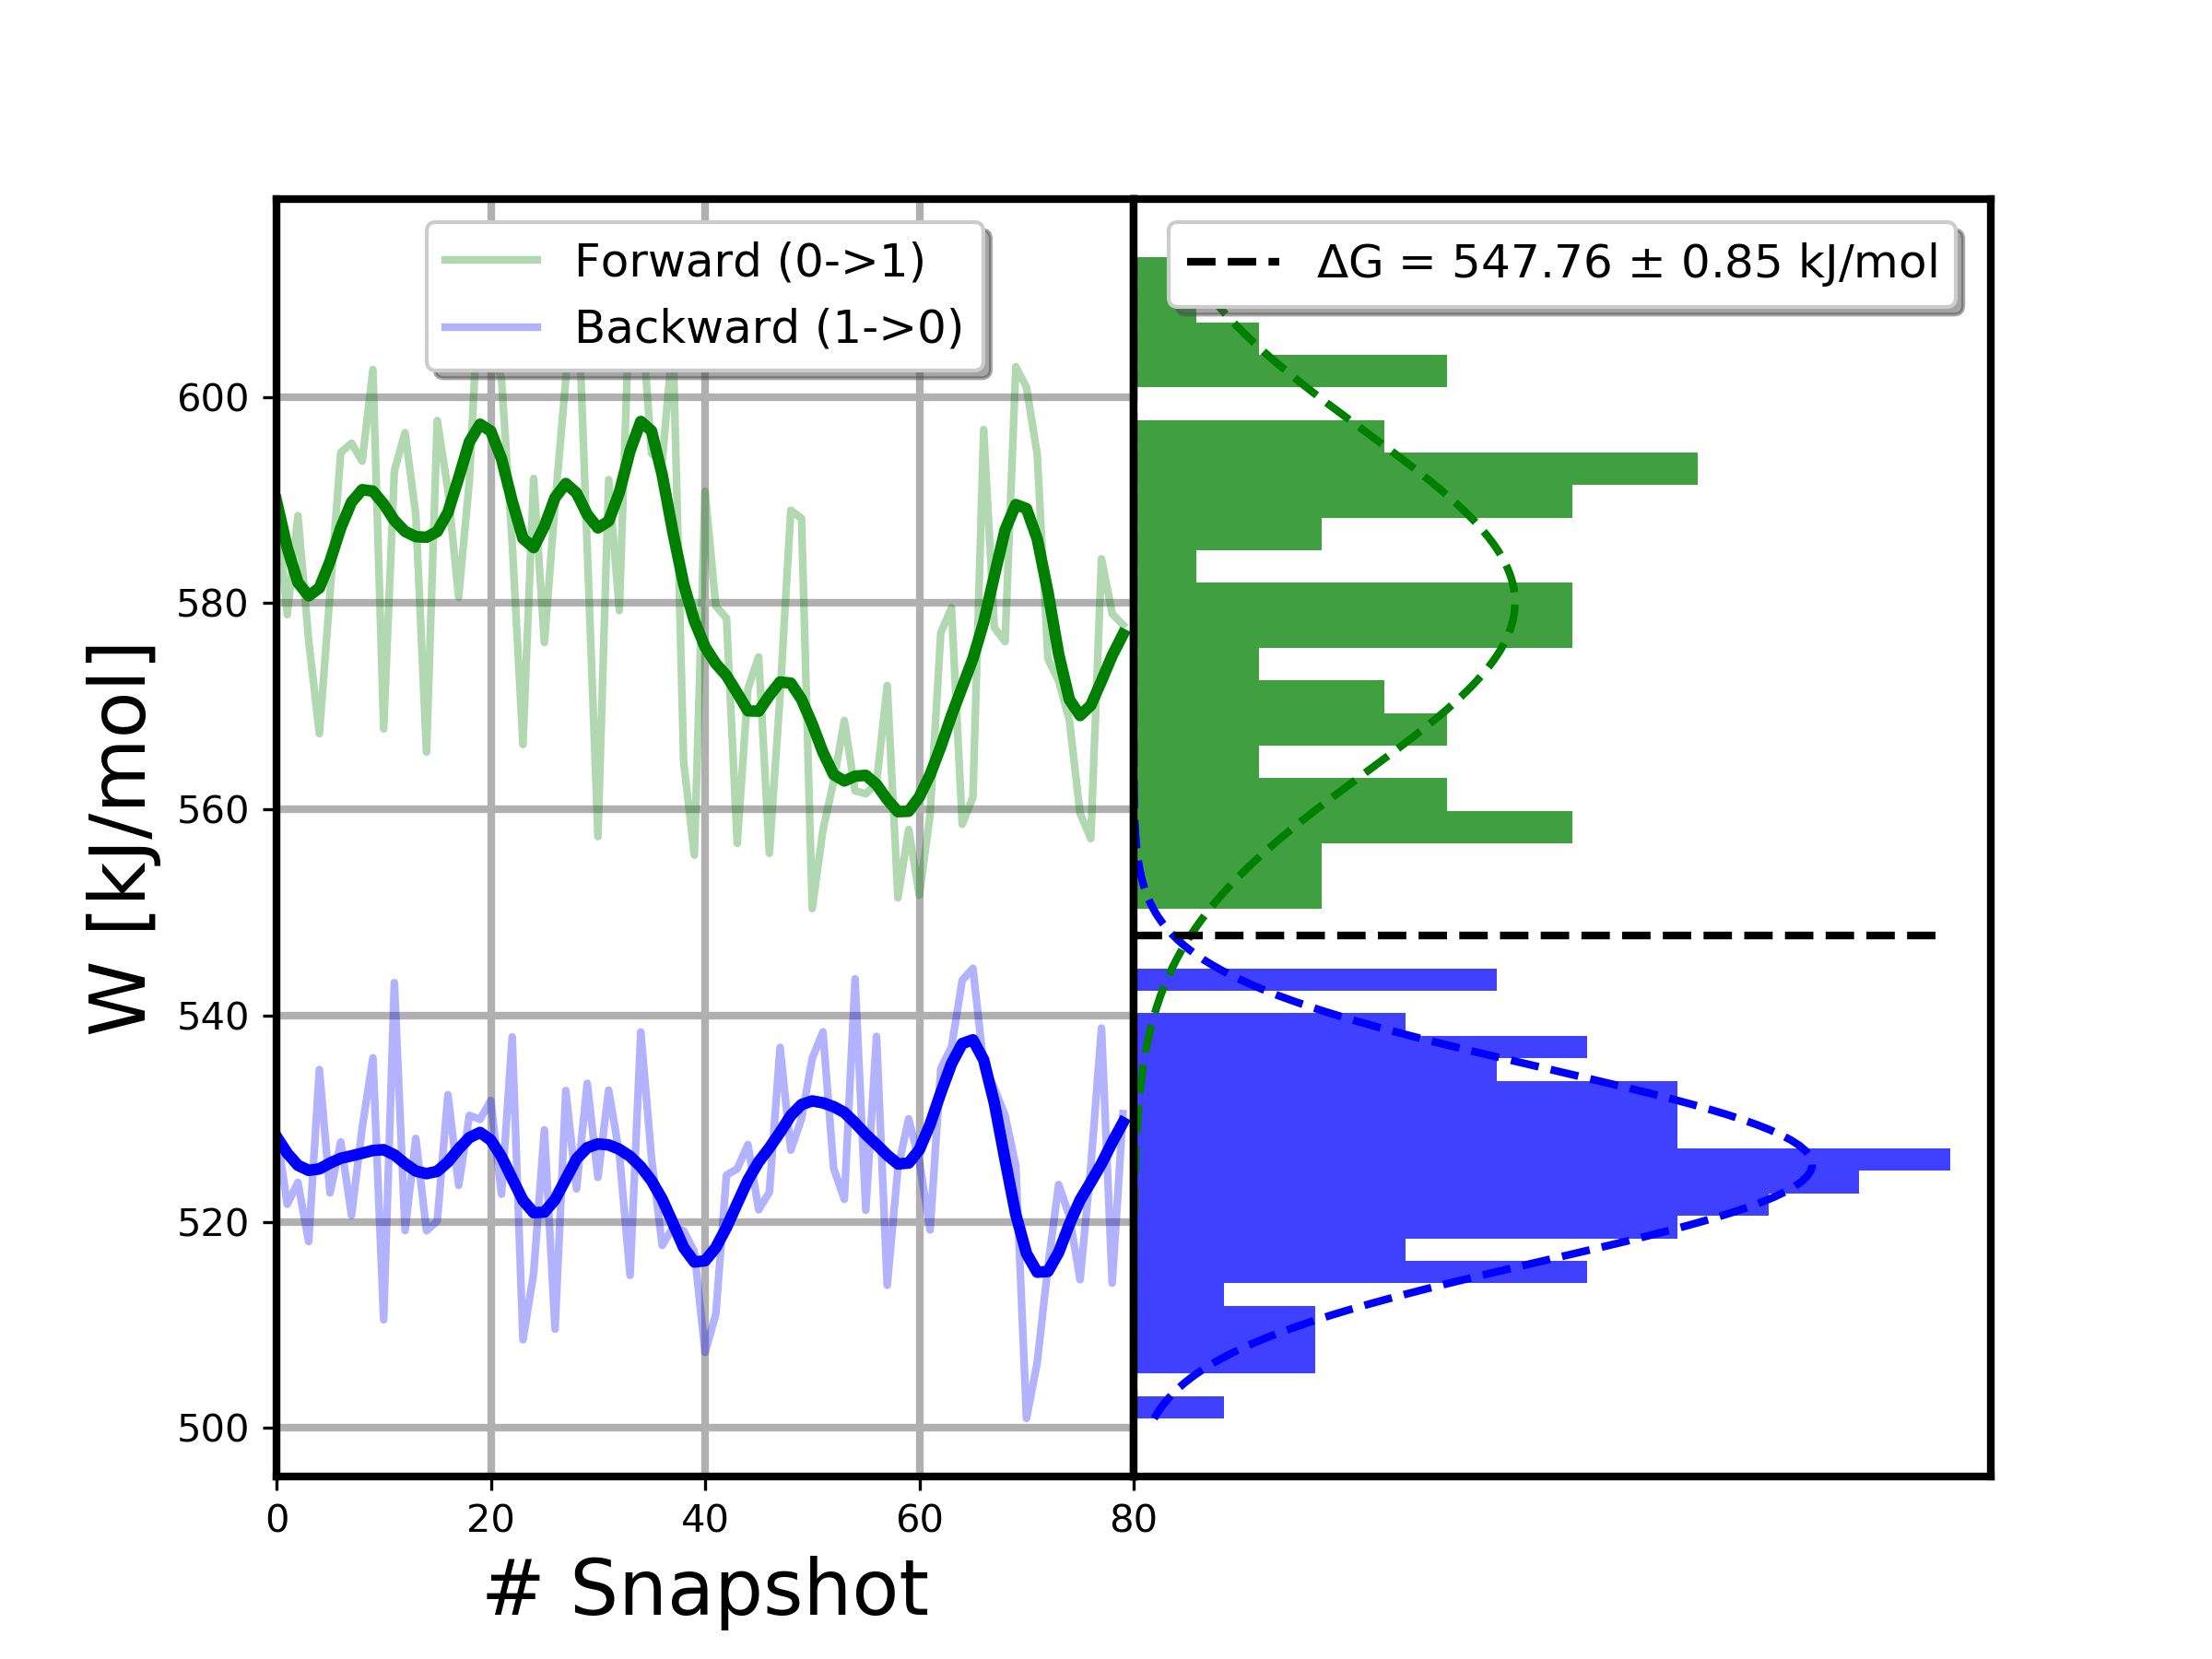 Forward (0->1)
Backward (1->0)
ΔG = 547.76 ± 0.85 kJ/mol
W [kJ/mol]
600
580
560
540
520
500
0 20 40 60 80
# Snapshot